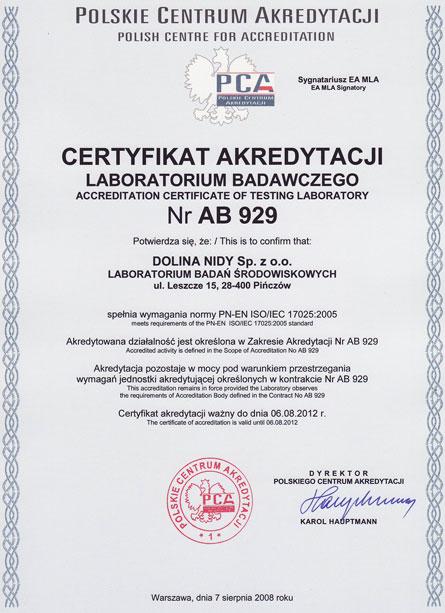 POLSKIE CENTRUM AKREDYTACJI
POLISH CENTRE FOR ACCREDITATION
PCA
POLSKIE CENTRUM
AKREDYTACJI
Sygnatariusz EA MLA
EA MLA Signatory
CERTYFIKAT AKREDYTACJI
LABORATORIUM BADAWCZEGO
ACCREDITATION CERTIFICATE OF TESTING LABORATORY
Nr AB 929
Potwierdza się, że: / This is to confirm that:
DOLINA NIDY Sp. z o.o.
LABORATORIUM BADAŃ ŚRODOWISKOWYCH
ul. Leszcze 15, 28-400 Pińczów
spełnia wymagania normy PN-EN ISO/IEC 17025:2005
meets requirements of the PN-EN ISO/IEC 17025:2005 standard
Akredytowana działalność jest określona w Zakresie Akredytacji Nr AB 929
Accredited activity is defined in the Scope of Accreditation No AB 929
Akredytacja pozostaje w mocy pod warunkiem przestrzegania
wymagań jednostki akredytującej określonych w kontrakcie Nr AB 929
This accreditation remains in force provided the Laboratory observes
the requirements of Accreditation Body defined in the Contract No AB 929
Certyfikat akredytacji ważny do dnia 06.08.2012 r.
The certificate of accreditation is valid until 06.08.2012
POLSKIE CENTRUM AKREDYTACJI
PCA
* 1 *
DYREKTOR
POLSKIEGO CENTRUM AKREDYTACJI
KAROL HAUPTMANN
Warszawa, dnia 7 sierpnia 2008 roku